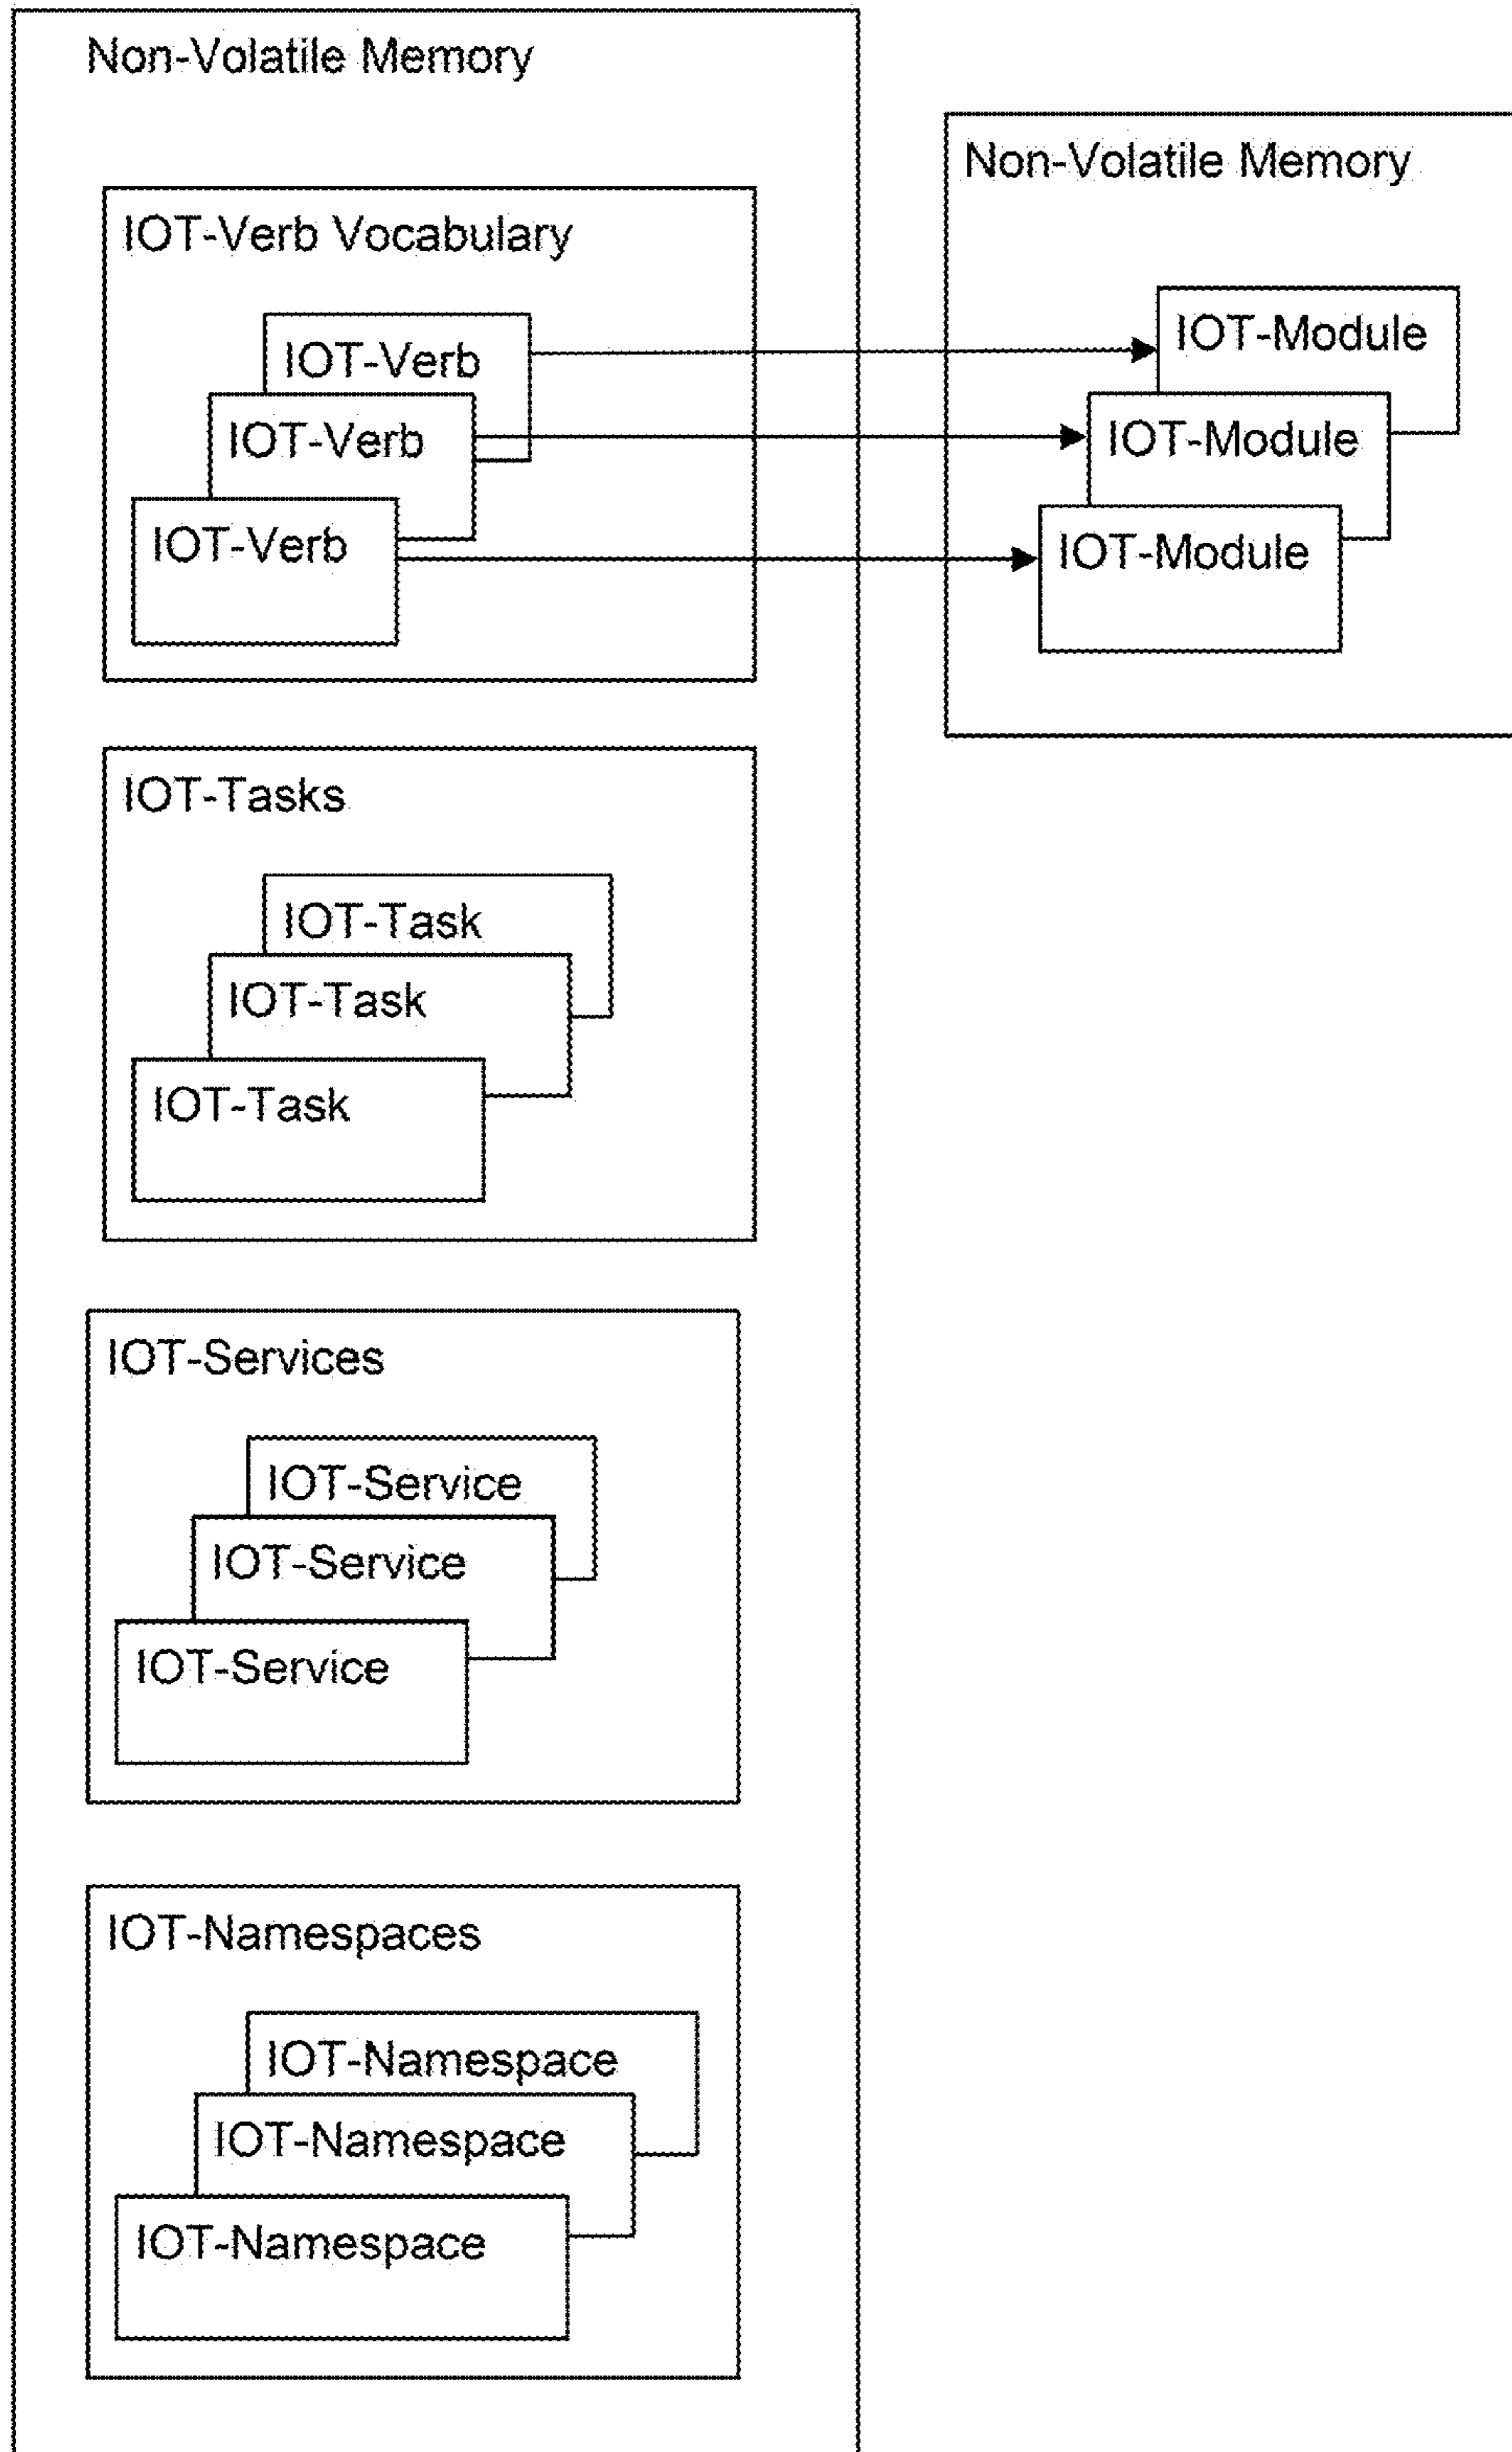 Non-Volatile Memory
IOT-Verb Vocabulary
IOT-Verb
IOT-Verb
IOT-Verb
IOT-Tasks
IOT-Task
IOT-Task
IOT-Task
IOT-Services
IOT-Service
IOT-Service
IOT-Service
IOT-Namespaces
IOT-Namespace
IOT-Namespace
IOT-Namespace
Non-Volatile Memory
IOT-Module
IOT-Module
IOT-Module